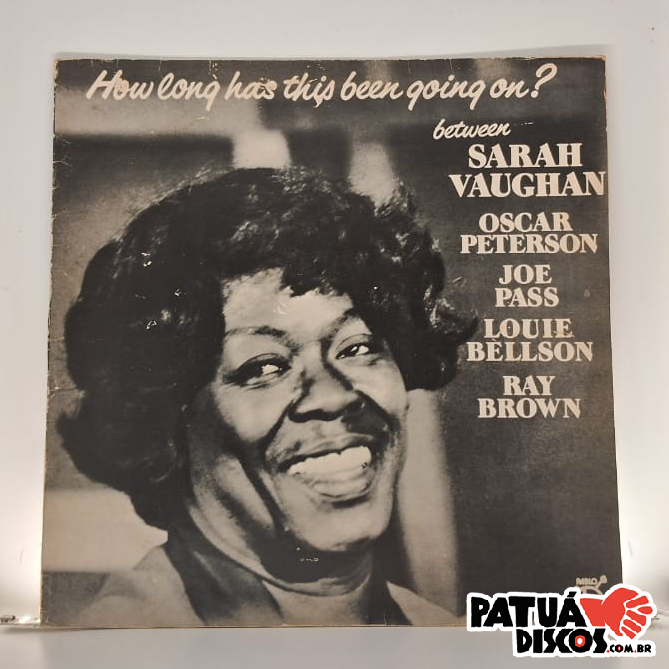 How long has this been going on?
between
SARAH
VAUGHAN
OSCAR
PETERSON
JOE
PASS
LOUIE
BELLSON
RAY
BROWN
PABLO
PATUÁ
DISCOS.COM.BR